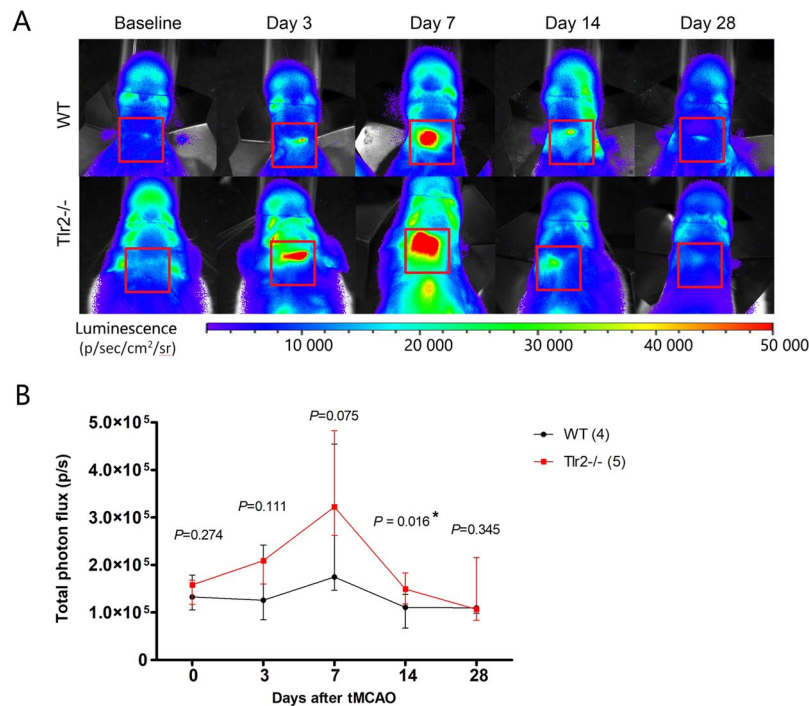 A
Baseline Day 3 Day 7 Day 14 Day 28
WT
Tlr2-/-
Luminescence
(p/sec/cm²/sr)
10 000 20 000 30 000 40 000 50 000
B
Total photon flux (p/s)
5.0×10⁵
4.0×10⁵
3.0×10⁵
2.0×10⁵
1.0×10⁵
0
P=0.274
P=0.111
P=0.075
P = 0.016 *
P=0.345
WT (4)
Tlr2-/- (5)
0 3 7 14 28
Days after tMCAO